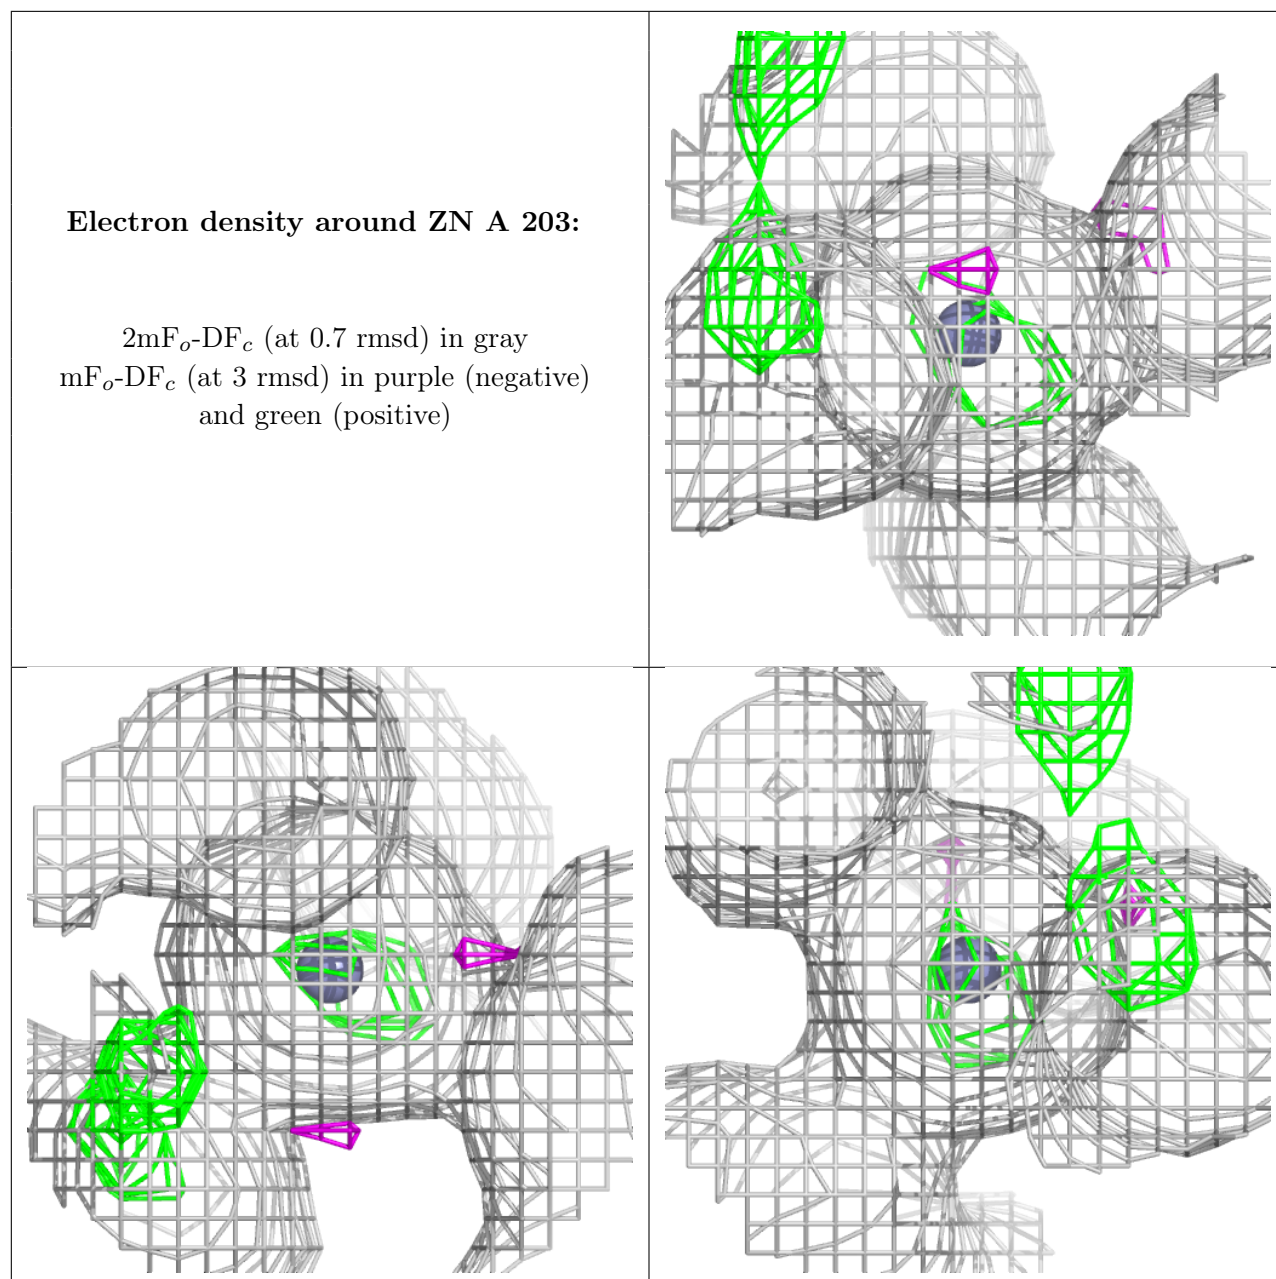 Electron density around ZN A 203:
2mFo-DFc (at 0.7 rmsd) in gray
mFo-DFc (at 3 rmsd) in purple (negative)
and green (positive)